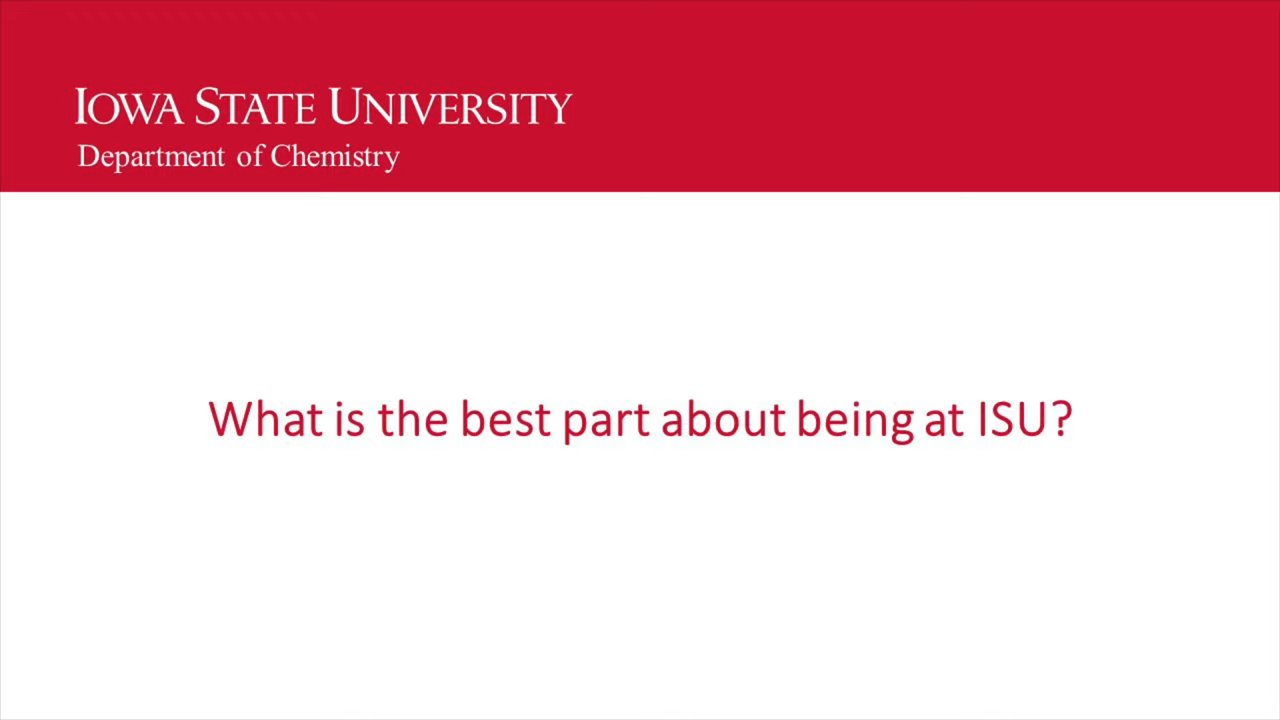 IOWA STATE UNIVERSITY
Department of Chemistry
What is the best part about being at ISU?